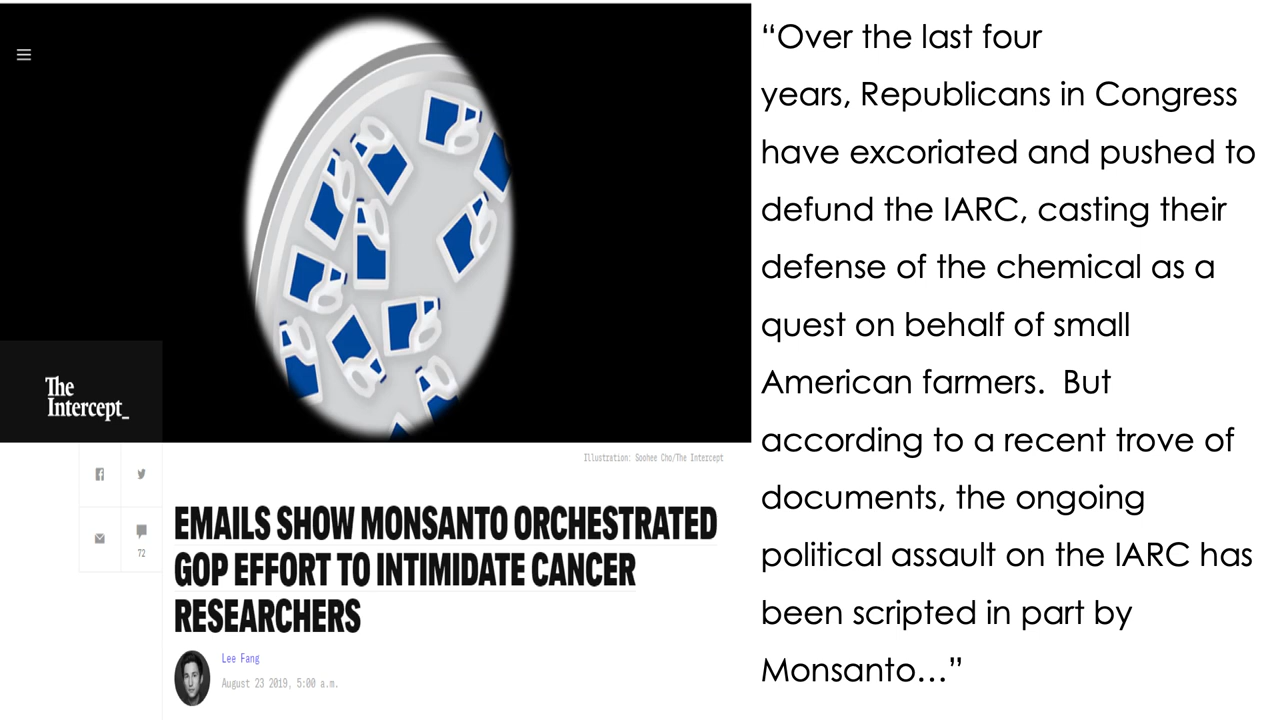 The
Intercept_
Illustration: Soohee Cho/The Intercept
72
EMAILS SHOW MONSANTO ORCHESTRATED
GOP EFFORT TO INTIMIDATE CANCER
RESEARCHERS
Lee Fang
August 23 2019, 5:00 a.m.
“Over the last four
years, Republicans in Congress
have excoriated and pushed to
defund the IARC, casting their
defense of the chemical as a
quest on behalf of small
American farmers.  But
according to a recent trove of
documents, the ongoing
political assault on the IARC has
been scripted in part by
Monsanto…”